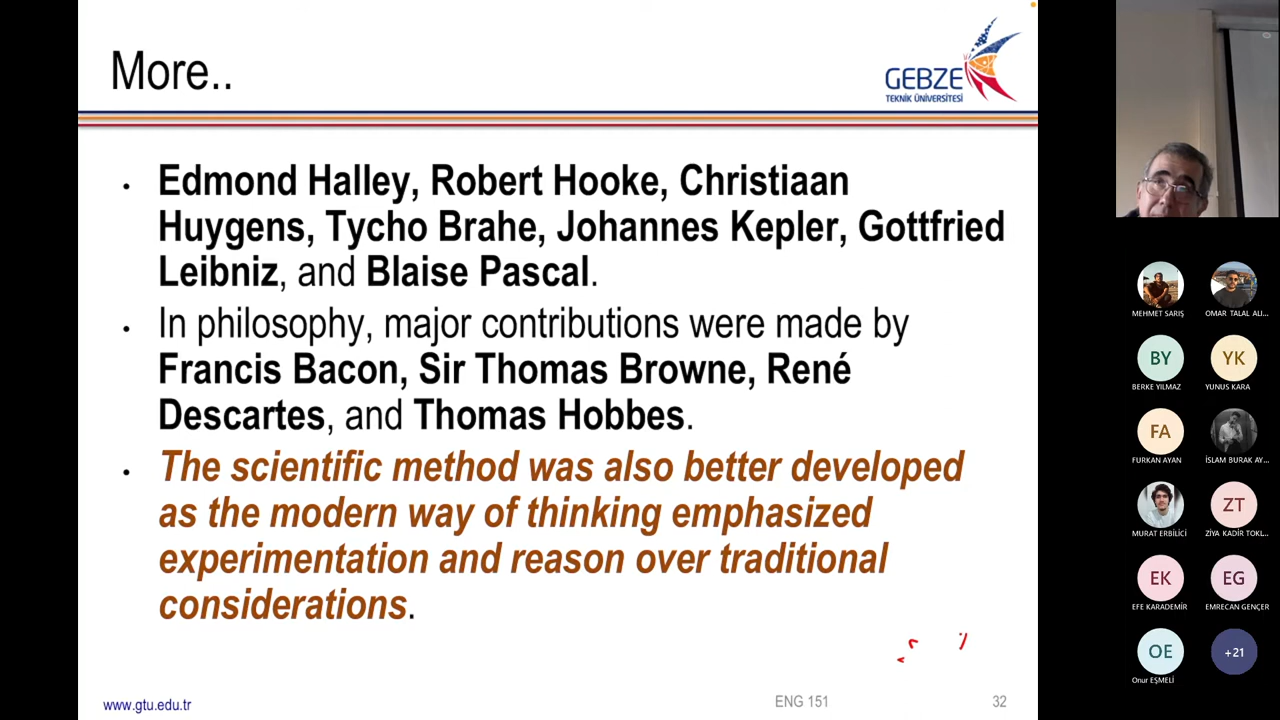 More..
GEBZE
TEKNİK ÜNİVERSİTESİ
Edmond Halley, Robert Hooke, Christiaan
Huygens, Tycho Brahe, Johannes Kepler, Gottfried
Leibniz, and Blaise Pascal.
In philosophy, major contributions were made by
Francis Bacon, Sir Thomas Browne, René
Descartes, and Thomas Hobbes.
The scientific method was also better developed
as the modern way of thinking emphasized
experimentation and reason over traditional
considerations.
www.gtu.edu.tr
ENG 151
32
MEHMET SARIŞ
OMAR TALAL ALI...
BY
YK
BERKE YILMAZ
YUNUS KARA
FA
FURKAN AYAN
İSLAM BURAK AY...
ZT
MURAT ERBİLİCİ
ZİYA KADİR TOKL...
EK
EG
EFE KARADEMİR
EMRECAN GENÇER
OE
+21
Onur EŞMELİ